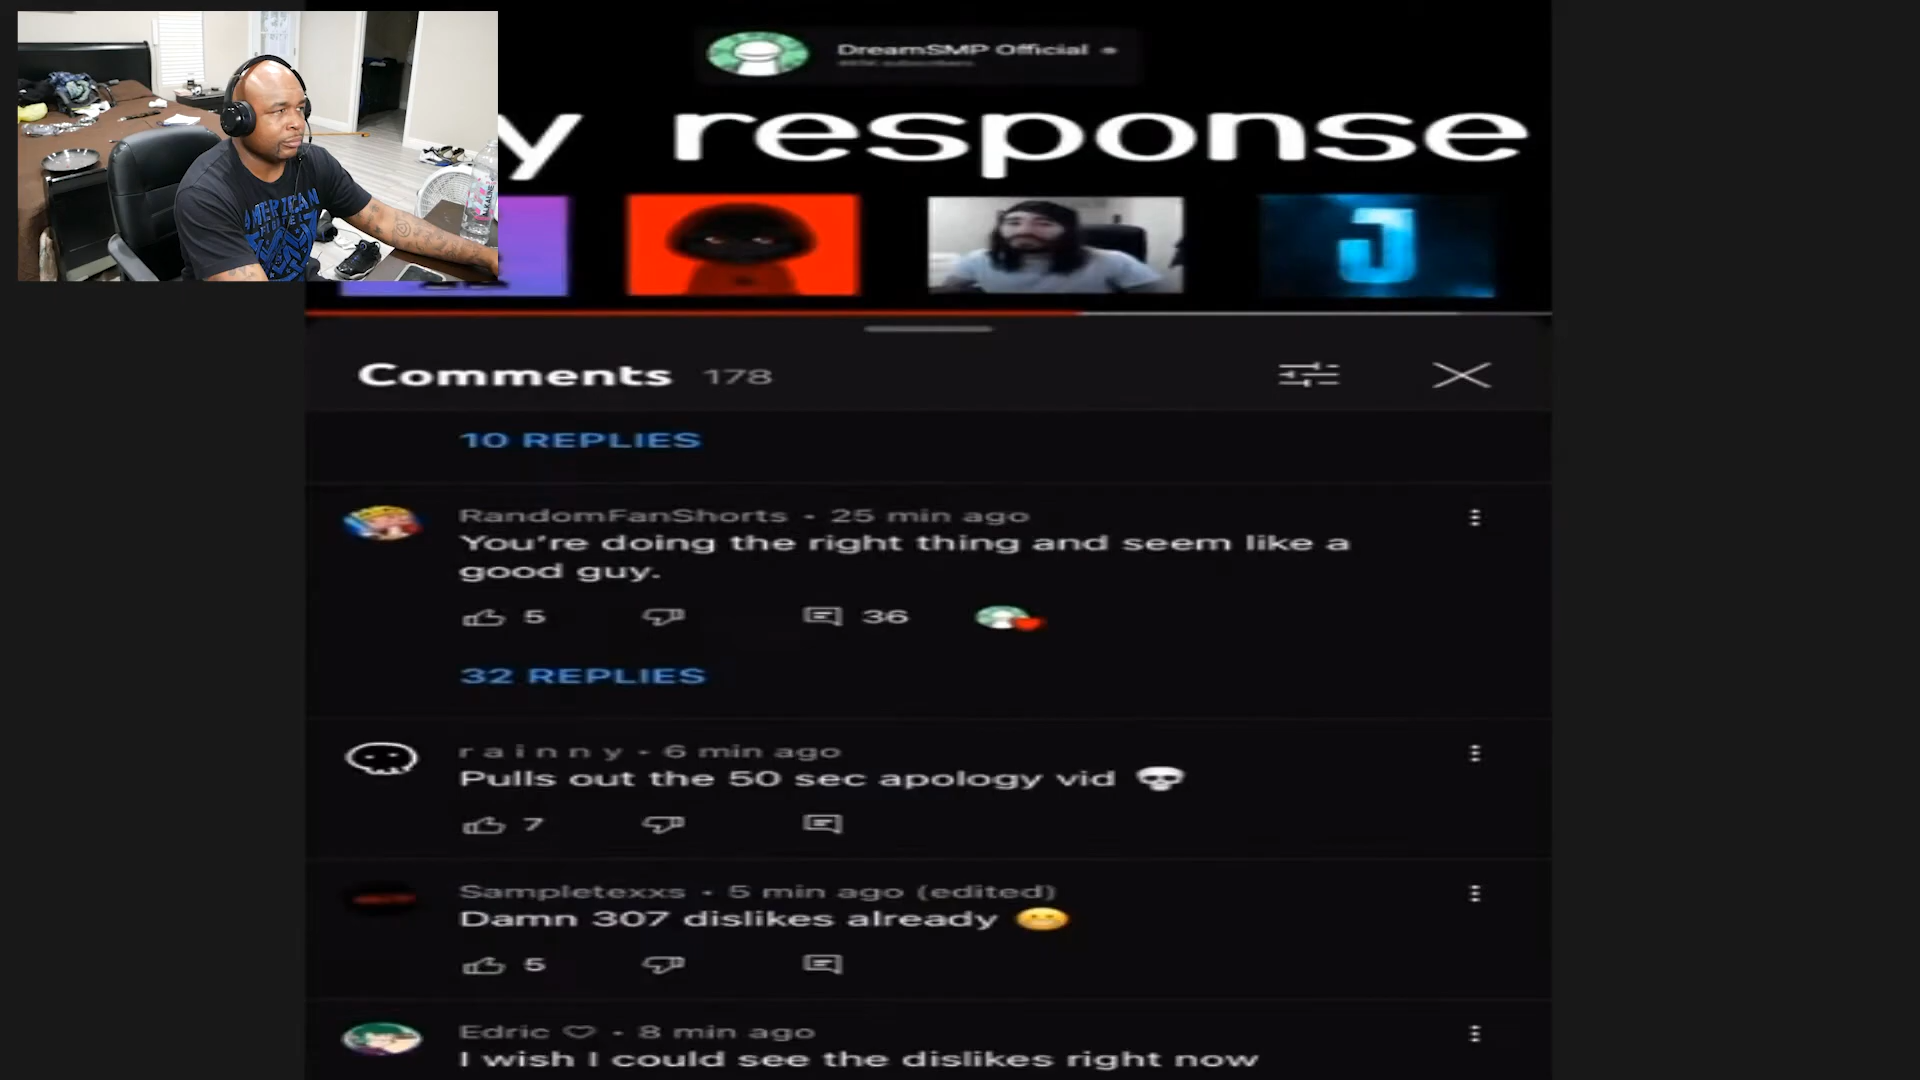 DreamSMP Official
y response
J
AMERICAN
Comments 178
10 REPLIES
RandomFanShorts • 25 min ago
You're doing the right thing and seem like a
good guy.
5 36
32 REPLIES
r a i n n y • 6 min ago
Pulls out the 50 sec apology vid 💀
7
Sampletexxs • 5 min ago (edited)
Damn 307 dislikes already 😬
5
Edric ♡ • 8 min ago
I wish I could see the dislikes right now